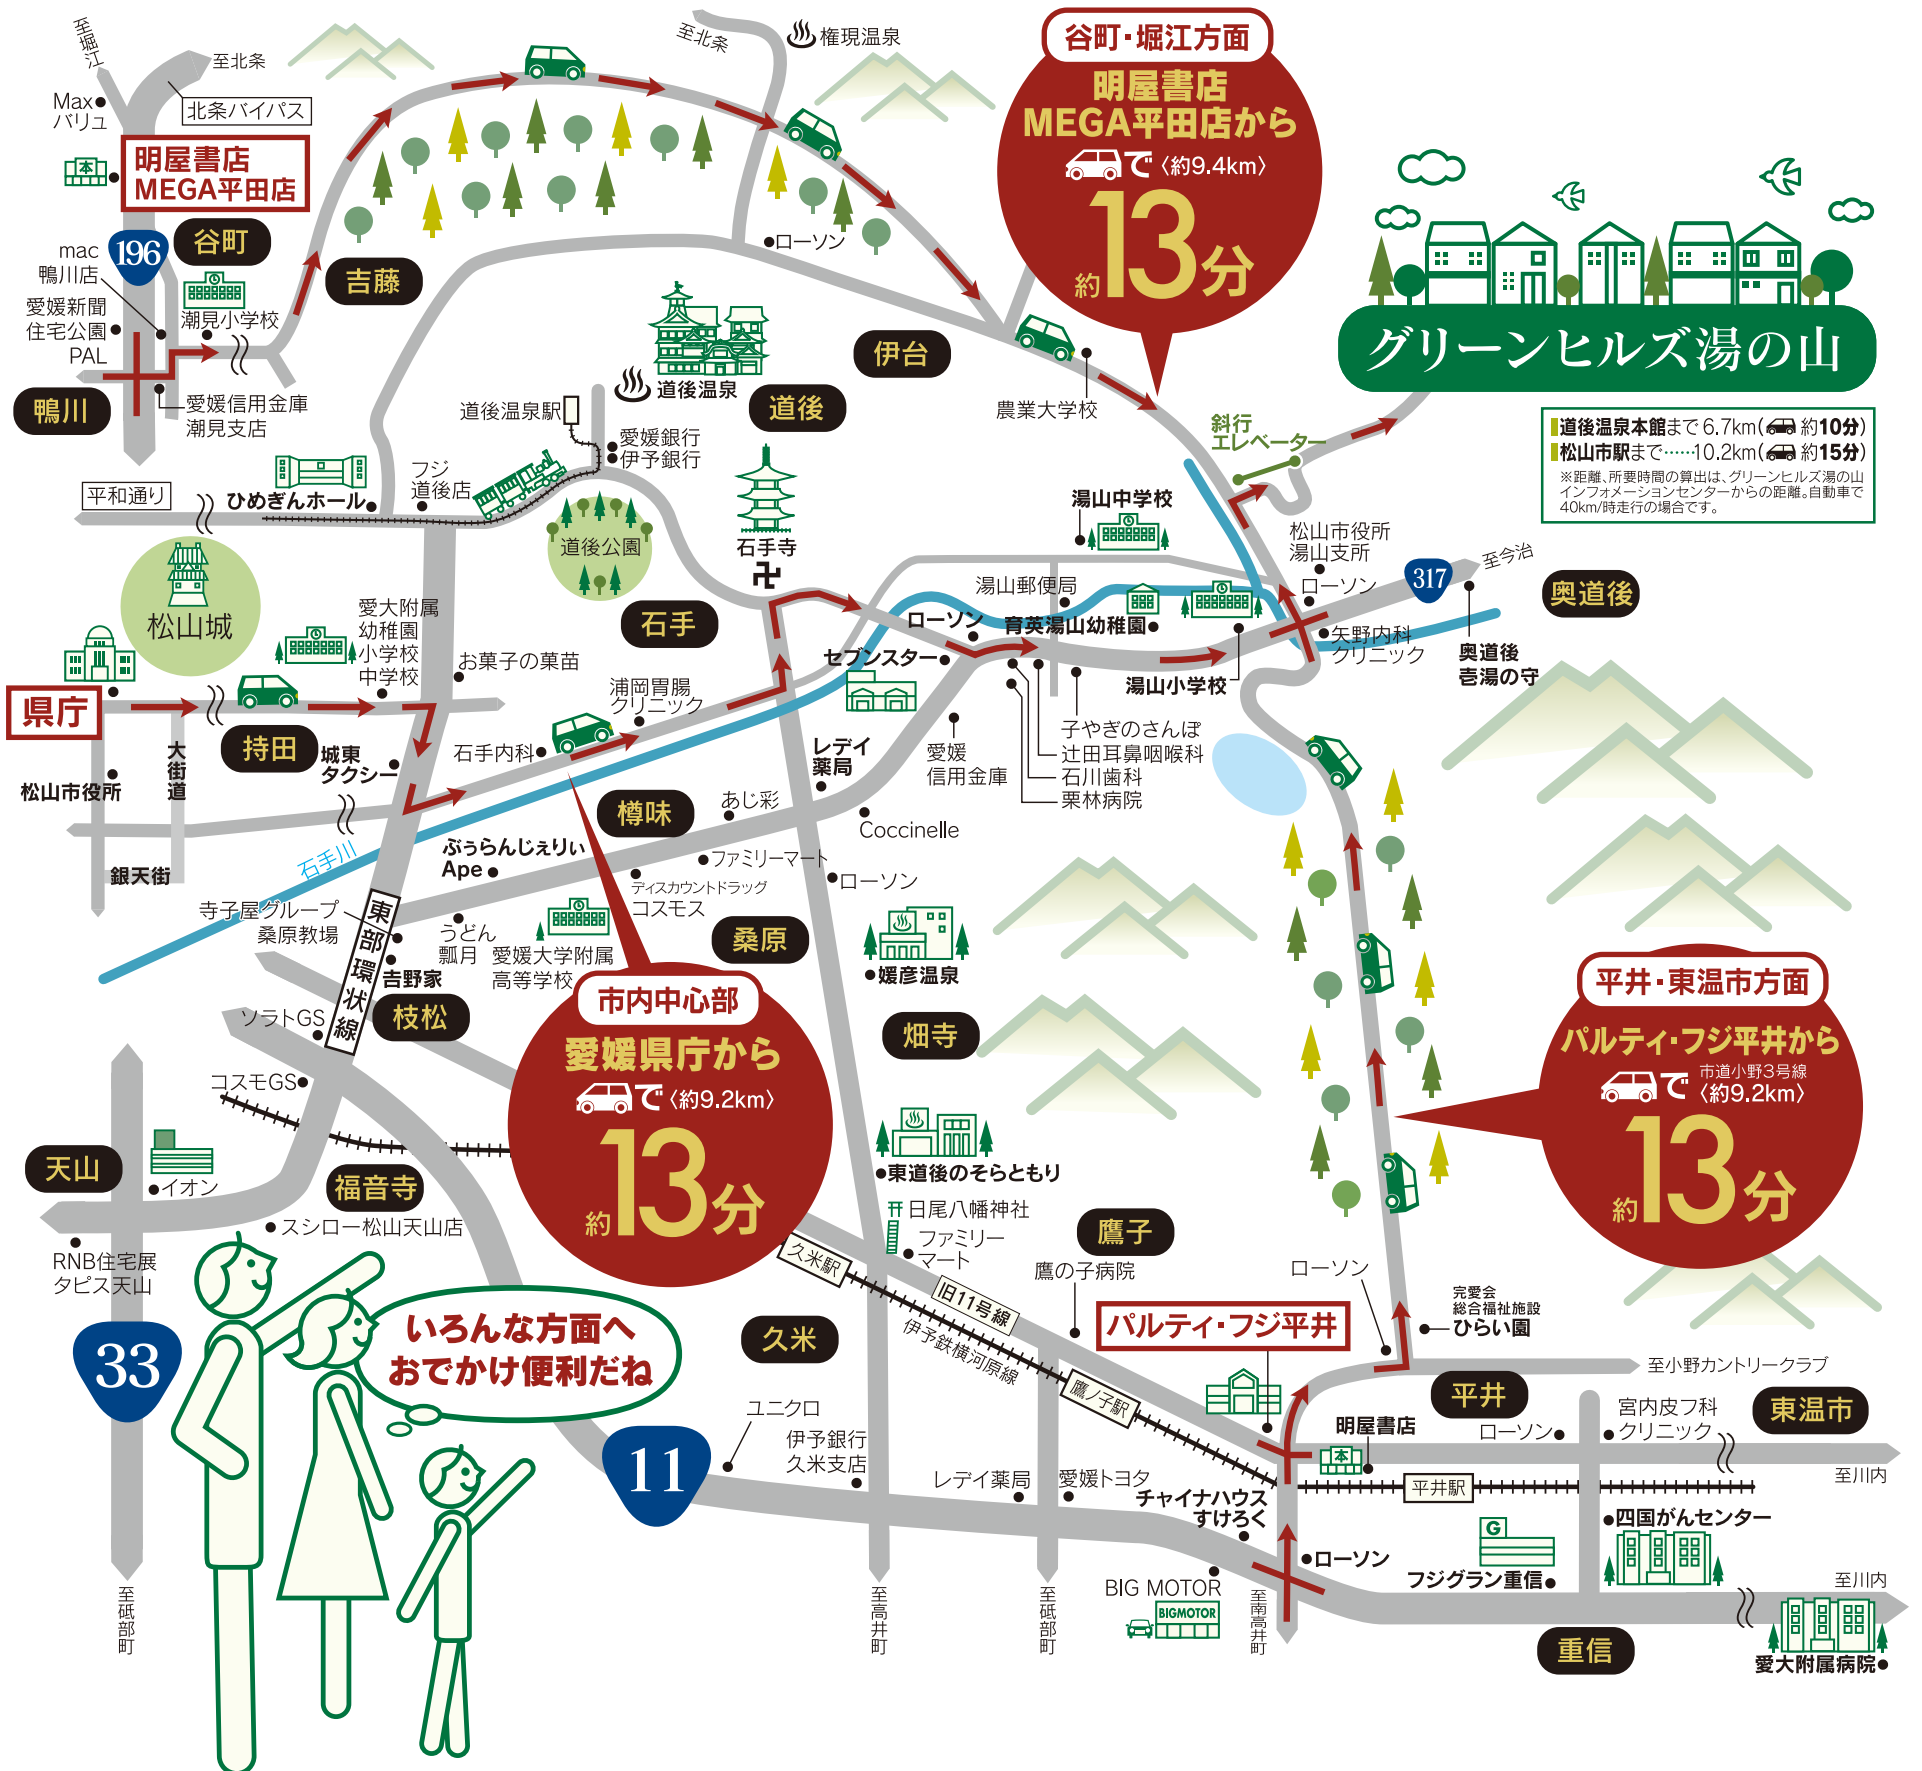 至堀江
至北条
Max
バリュ
北条バイパス
明屋書店
MEGA平田店
本
196
谷町
mac
鴨川店
愛媛新聞
住宅公園
PAL
潮見小学校
鴨川
愛媛信用金庫
潮見支店
吉藤
至北条
権現温泉
ローソン
谷町・堀江方面
明屋書店
MEGA平田店から
で〈約9.4km〉
約13分
グリーンヒルズ湯の山
道後温泉本館まで 6.7km(約10分)
松山市駅まで……10.2km(約15分)
※距離、所要時間の算出は、グリーンヒルズ湯の山
インフォメーションセンターからの距離。自動車で
40km/時走行の場合です。
伊台
農業大学校
道後温泉
道後
道後温泉駅
愛媛銀行
伊予銀行
斜行
エレベーター
平和通り
ひめぎんホール
フジ
道後店
道後公園
石手寺
湯山中学校
松山市役所
湯山支所
ローソン
317
至今治
奥道後
松山城
愛大附属
幼稚園
小学校
中学校
お菓子の菓苗
石手
湯山郵便局
ローソン
育英湯山幼稚園
セブンスター
矢野内科
クリニック
奥道後
壱湯の守
湯山小学校
県庁
持田
大街道
城東
タクシー
松山市役所
銀天街
浦岡胃腸
クリニック
石手内科
レデイ
薬局
愛媛
信用金庫
子やぎのさんぽ
辻田耳鼻咽喉科
石川歯科
栗林病院
樽味
あじ彩
Coccinelle
石手川
ぶぅらんじぇりぃ
Ape
ファミリーマート
ディスカウントドラッグ
コスモス
ローソン
寺子屋グループ
桑原教場
東部環状線
うどん
瓢月
愛媛大学附属
高等学校
桑原
吉野家
枝松
媛彦温泉
畑寺
ソラトGS
コスモGS
市内中心部
愛媛県庁から
で〈約9.2km〉
約13分
平井・東温市方面
パルティ・フジ平井から
で
市道小野3号線
〈約9.2km〉
約13分
天山
イオン
福音寺
スシロー松山天山店
RNB住宅展
タピス天山
東道後のそらともり
日尾八幡神社
ファミリー
マート
鷹子
鷹の子病院
久米駅
旧11号線
伊予鉄横河原線
鷹ノ子駅
久米
パルティ・フジ平井
ローソン
完愛会
総合福祉施設
ひらい園
至小野カントリークラブ
33
いろんな方面へ
おでかけ便利だね
11
ユニクロ
伊予銀行
久米支店
レデイ薬局
愛媛トヨタ
チャイナハウス
すけろく
明屋書店
本
平井
ローソン
宮内皮フ科
クリニック
東温市
至川内
平井駅
四国がんセンター
G
フジグラン重信
ローソン
BIG MOTOR
BIGMOTOR
至砥部町
至高井町
至砥部町
至南高井町
重信
至川内
愛大附属病院